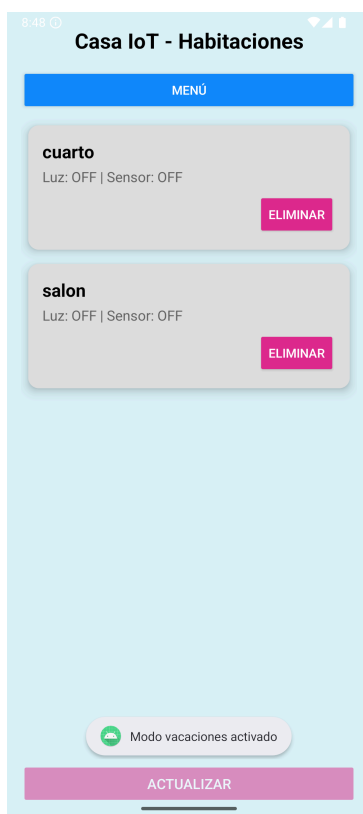 8:48
Casa IoT - Habitaciones
MENÚ
cuarto
Luz: OFF | Sensor: OFF
ELIMINAR
salon
Luz: OFF | Sensor: OFF
ELIMINAR
Modo vacaciones activado
ACTUALIZAR